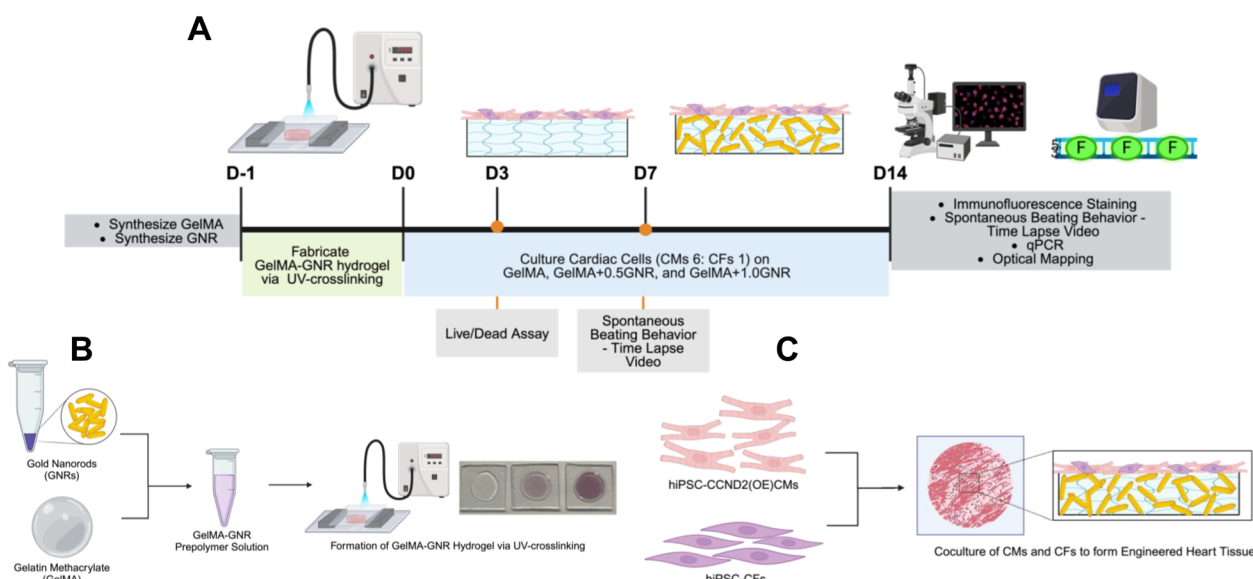 A
D-1
D0
D3
D7
D14
• Synthesize GelMA
• Synthesize GNR
Fabricate
GelMA-GNR hydrogel
via UV-crosslinking
Culture Cardiac Cells (CMs 6: CFs 1) on
GelMA, GelMA+0.5GNR, and GelMA+1.0GNR
• Immunofluorescence Staining
• Spontaneous Beating Behavior -
Time Lapse Video
• qPCR
• Optical Mapping
F F F
Live/Dead Assay
Spontaneous
Beating Behavior
- Time Lapse
Video
B
Gold Nanorods
(GNRs)
Gelatin Methacrylate
(GelMA)
GelMA-GNR
Prepolymer Solution
Formation of GelMA-GNR Hydrogel via UV-crosslinking
C
hiPSC-CCND2(OE)CMs
hiPSC-CFs
Coculture of CMs and CFs to form Engineered Heart Tissue